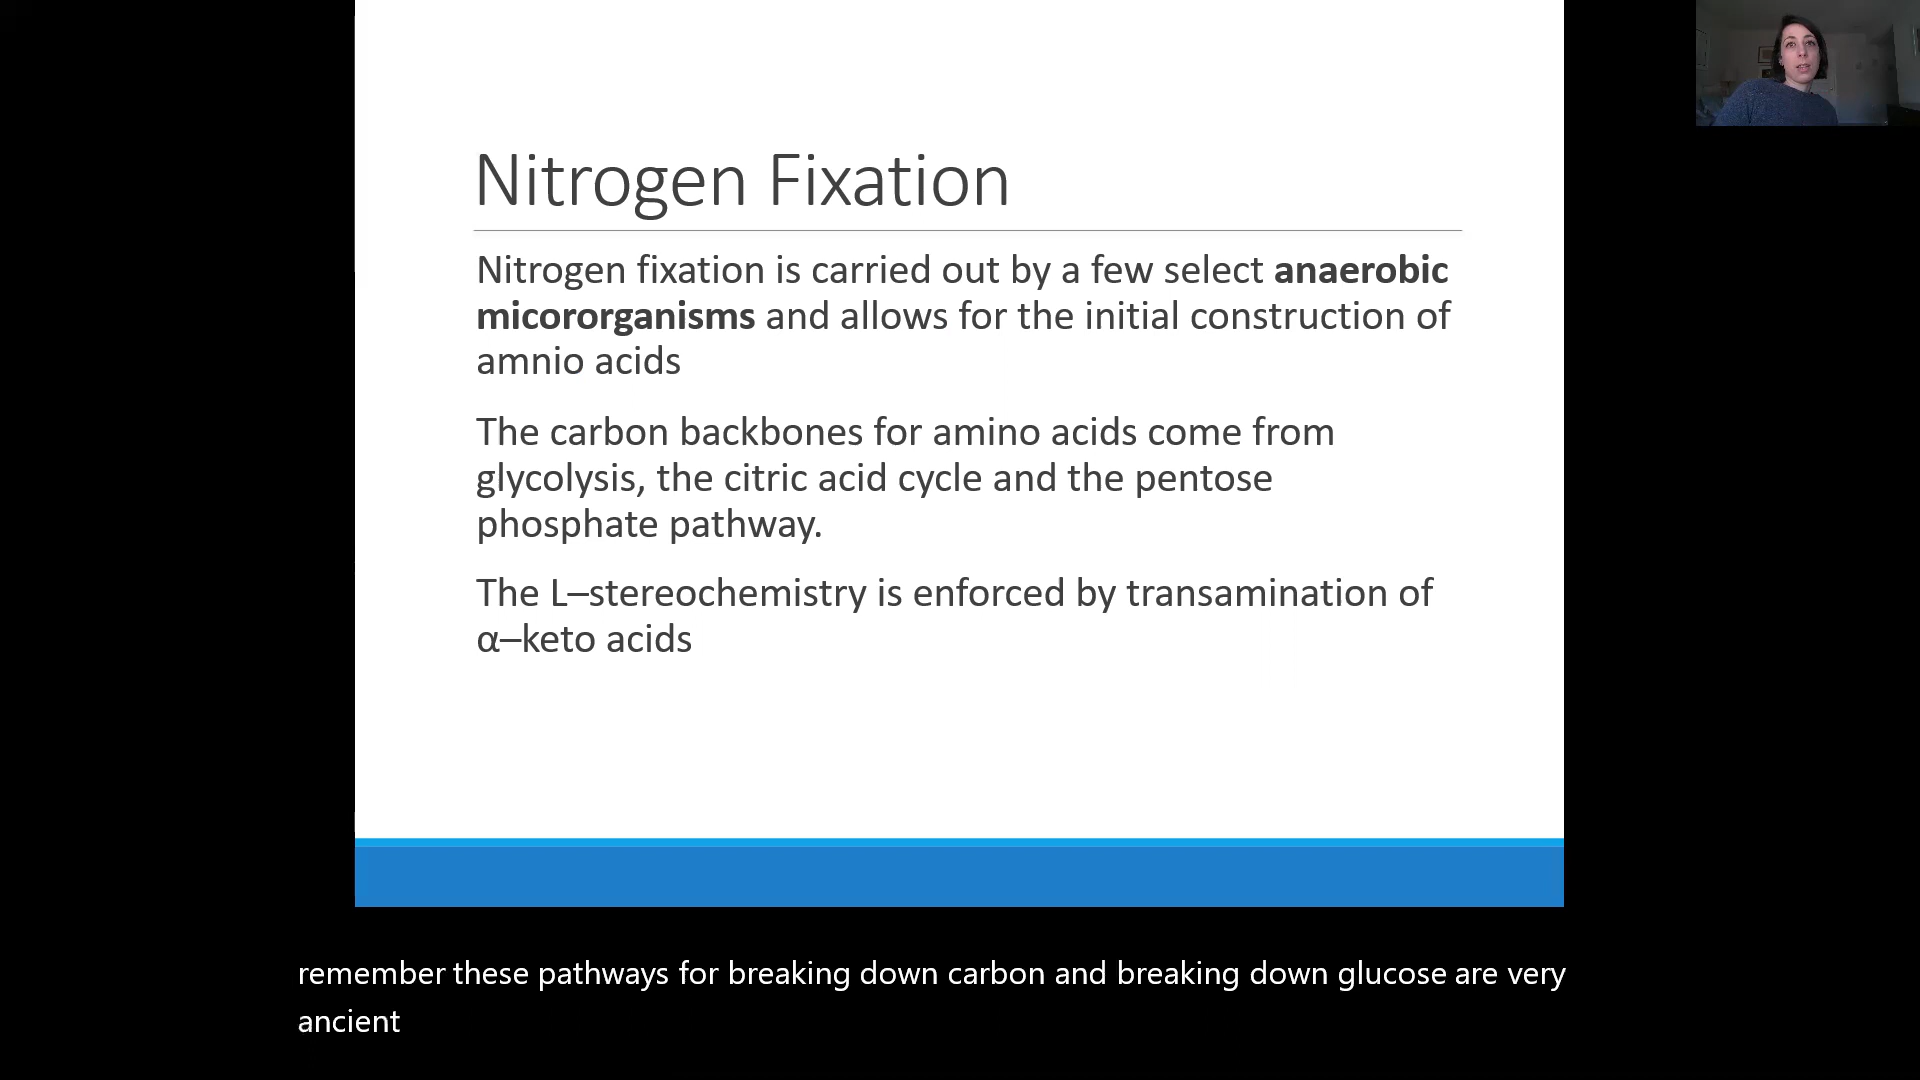 Nitrogen Fixation
Nitrogen fixation is carried out by a few select anaerobic
micororganisms and allows for the initial construction of
amnio acids
The carbon backbones for amino acids come from
glycolysis, the citric acid cycle and the pentose
phosphate pathway.
The L–stereochemistry is enforced by transamination of
α–keto acids
remember these pathways for breaking down carbon and breaking down glucose are very
ancient